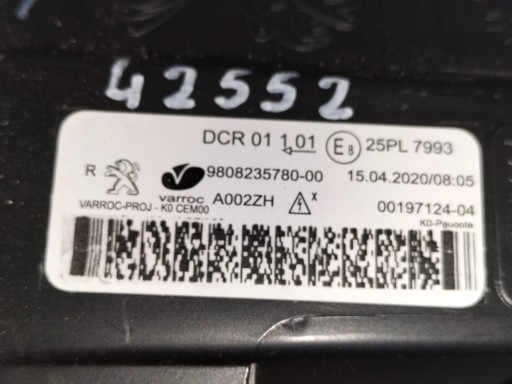 42552
DCR 01 1,01 E8 25PL 7993
R varroc 9808235780-00 15.04.2020/08:05
A002ZH X 00197124-04
VARROC-PROJ - K0 CEM00 K0-Peugeote